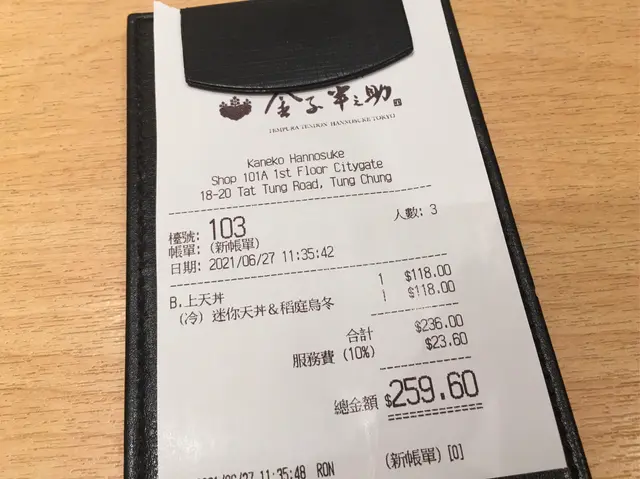 金子半之助
TEMPURA TENDON HANNOSUKE TOKYO
Kaneko Hannosuke
Shop 101A 1st Floor Citygate
18-20 Tat Tung Road, Tung Chung
檯號: 103 人數: 3
帳單: (新帳單)
日期: 2021/06/27 11:35:42
B.上天丼 1 $118.00
(冷) 迷你天丼&稻庭烏冬 1 $118.00
合計 $236.00
服務費 (10%) $23.60
總金額 $259.60
(新帳單) [0]
2021/06/27 11:35:48 RON